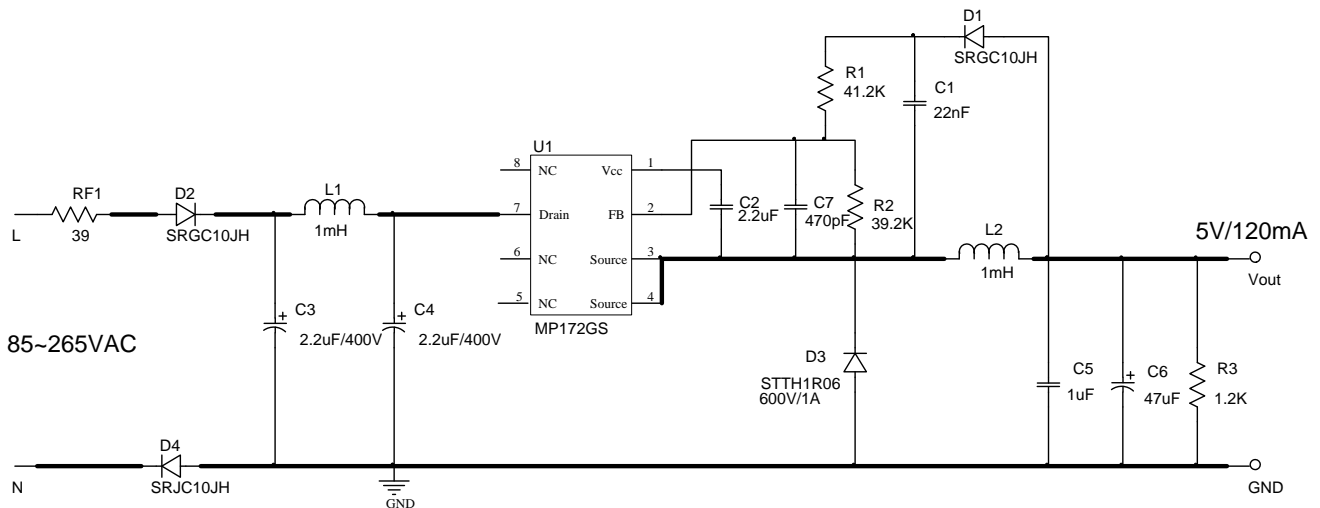 D1
SRGC10JH
R1
41.2K
C1
22nF
U1
8 NC Vcc 1
7 Drain FB 2
6 NC Source 3
5 NC Source 4
MP172GS
RF1
39
L
D2
SRGC10JH
L1
1mH
C2
2.2uF
C7
470pF
R2
39.2K
L2
1mH
5V/120mA
Vout
C3
2.2uF/400V
C4
2.2uF/400V
85~265VAC
D3
STTH1R06
600V/1A
C5
1uF
C6
47uF
R3
1.2K
D4
SRJC10JH
N
GND
GND
+
+
+